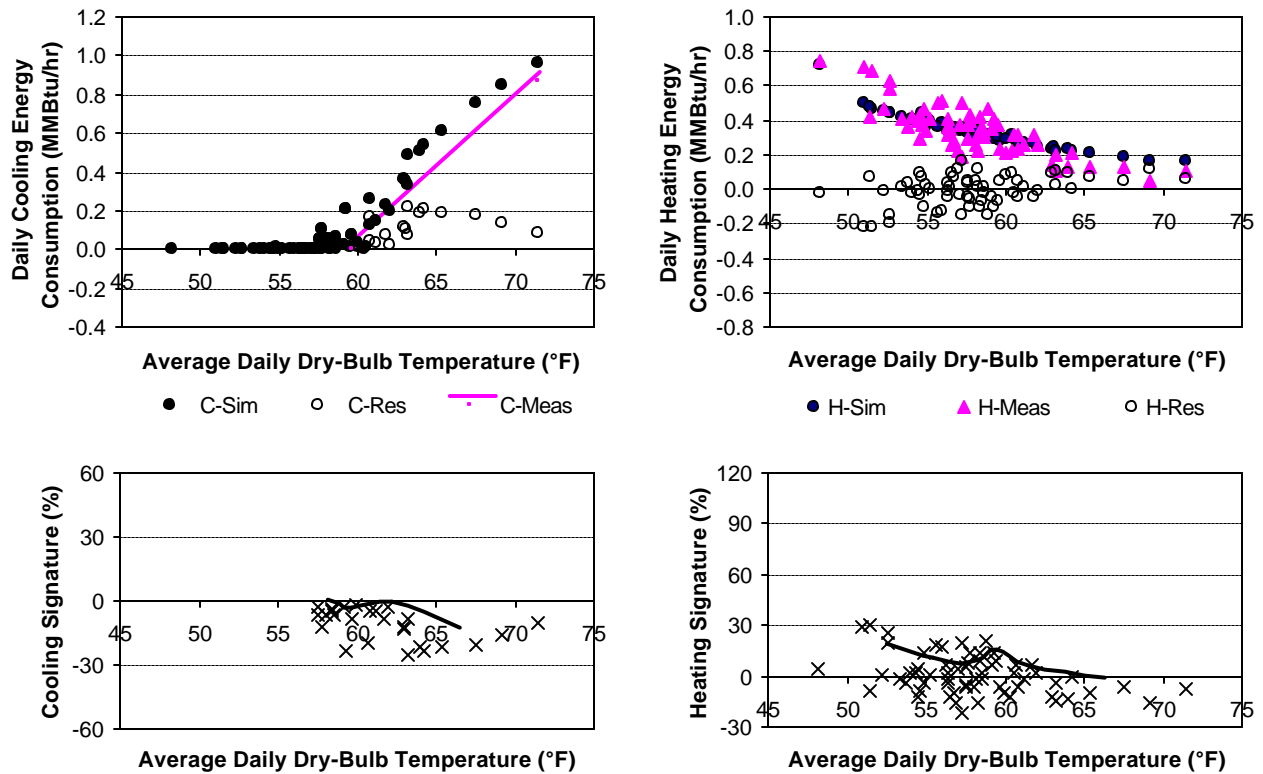 Daily Cooling Energy
Consumption (MMBtu/hr)
1.2
1.0
0.8
0.6
0.4
0.2
0.0
-0.2
-0.4
45 50 55 60 65 70 75
Average Daily Dry-Bulb Temperature (°F)
C-Sim C-Res C-Meas
Daily Heating Energy
Consumption (MMBtu/hr)
1.0
0.8
0.6
0.4
0.2
0.0
-0.2
-0.4
-0.6
-0.8
45 50 55 60 65 70 75
Average Daily Dry-Bulb Temperature (°F)
H-Sim H-Meas H-Res
Cooling Signature (%)
60
30
0
-30
-60
45 50 55 60 65 70 75
Average Daily Dry-Bulb Temperature (°F)
Heating Signature (%)
120
90
60
30
0
-30
45 50 55 60 65 70 75
Average Daily Dry-Bulb Temperature (°F)